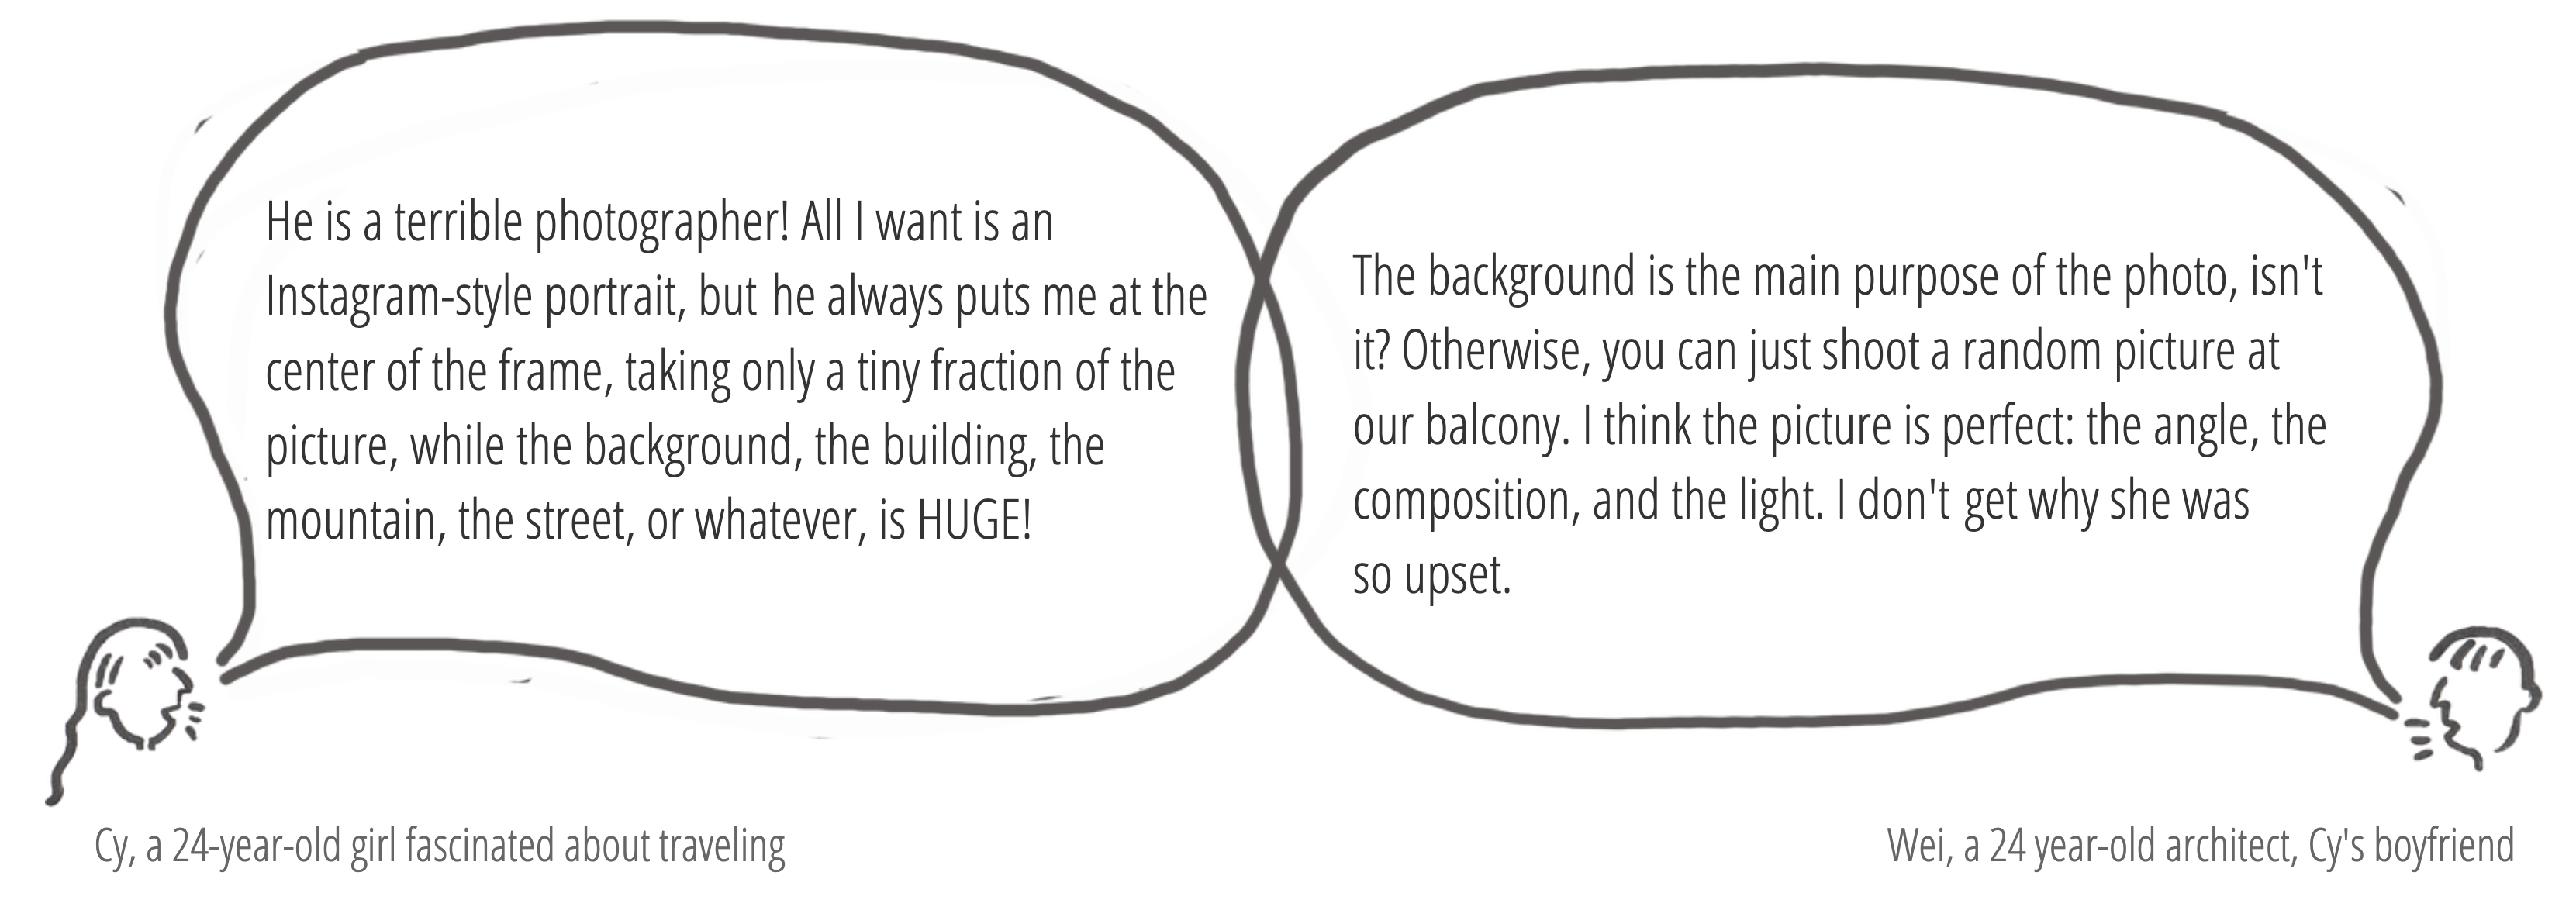 He is a terrible photographer! All I want is an
Instagram-style portrait, but he always puts me at the
center of the frame, taking only a tiny fraction of the
picture, while the background, the building, the
mountain, the street, or whatever, is HUGE!
The background is the main purpose of the photo, isn't
it? Otherwise, you can just shoot a random picture at
our balcony. I think the picture is perfect: the angle, the
composition, and the light. I don't get why she was
so upset.
Cy, a 24-year-old girl fascinated about traveling
Wei, a 24 year-old architect, Cy's boyfriend